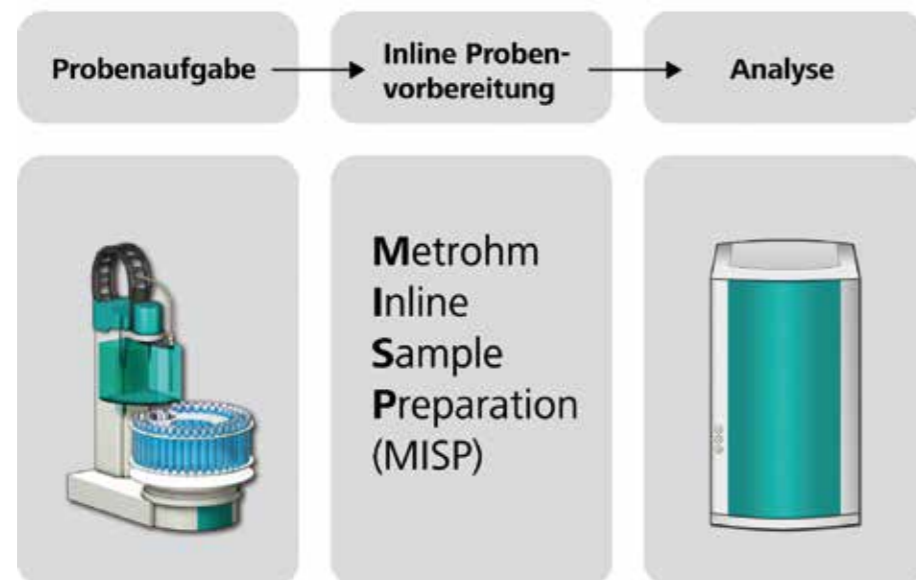 Probenaufgabe
Inline Proben-
vorbereitung
Analyse
Metrohm
Inline
Sample
Preparation
(MISP)